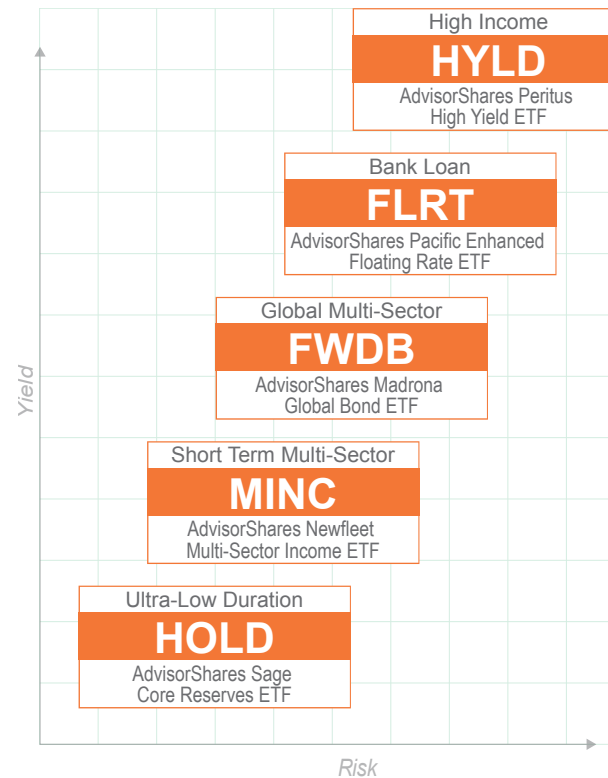 High Income
HYLD
AdvisorShares Peritus
High Yield ETF
Bank Loan
FLRT
AdvisorShares Pacific Enhanced
Floating Rate ETF
Global Multi-Sector
FWDB
AdvisorShares Madrona
Global Bond ETF
Yield
Short Term Multi-Sector
MINC
AdvisorShares Newfleet
Multi-Sector Income ETF
Ultra-Low Duration
HOLD
AdvisorShares Sage
Core Reserves ETF
Risk